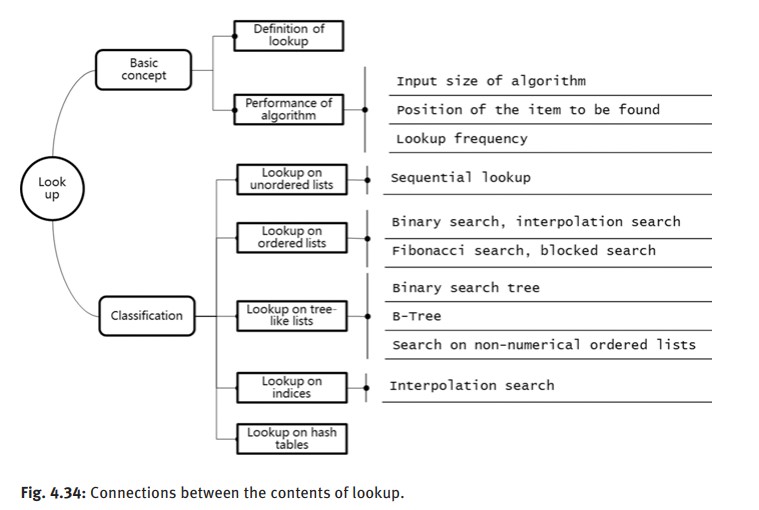 Look
up
Basic
concept
Definition of
lookup
Performance of
algorithm
Input size of algorithm
Position of the item to be found
Lookup frequency
Classification
Lookup on
unordered lists
Sequential lookup
Lookup on
ordered lists
Binary search, interpolation search
Fibonacci search, blocked search
Lookup on tree-
like lists
Binary search tree
B-Tree
Search on non-numerical ordered lists
Lookup on
indices
Interpolation search
Lookup on hash
tables
Fig. 4.34: Connections between the contents of lookup.